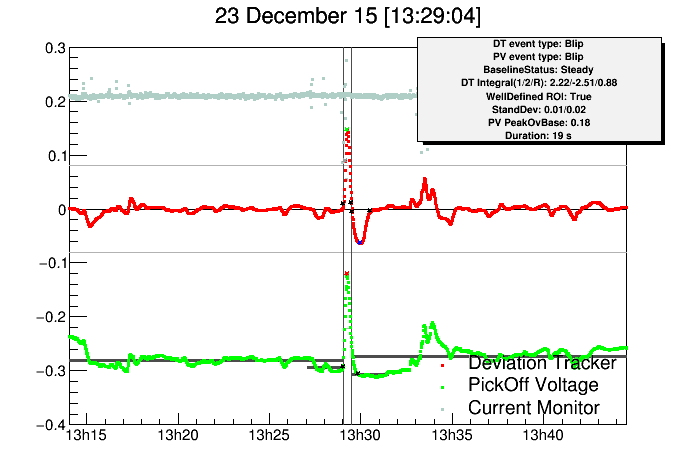 23 December 15 [13:29:04]
DT event type: Blip
PV event type: Blip
BaselineStatus: Steady
DT Integral(1/2/R): 2.22/-2.51/0.88
WellDefined ROI: True
StandDev: 0.01/0.02
PV PeakOvBase: 0.18
Duration: 19 s
0.3
0.2
0.1
0
−0.1
−0.2
−0.3
−0.4
Deviation Tracker
PickOff Voltage
Current Monitor
13h15 13h20 13h25 13h30 13h35 13h40